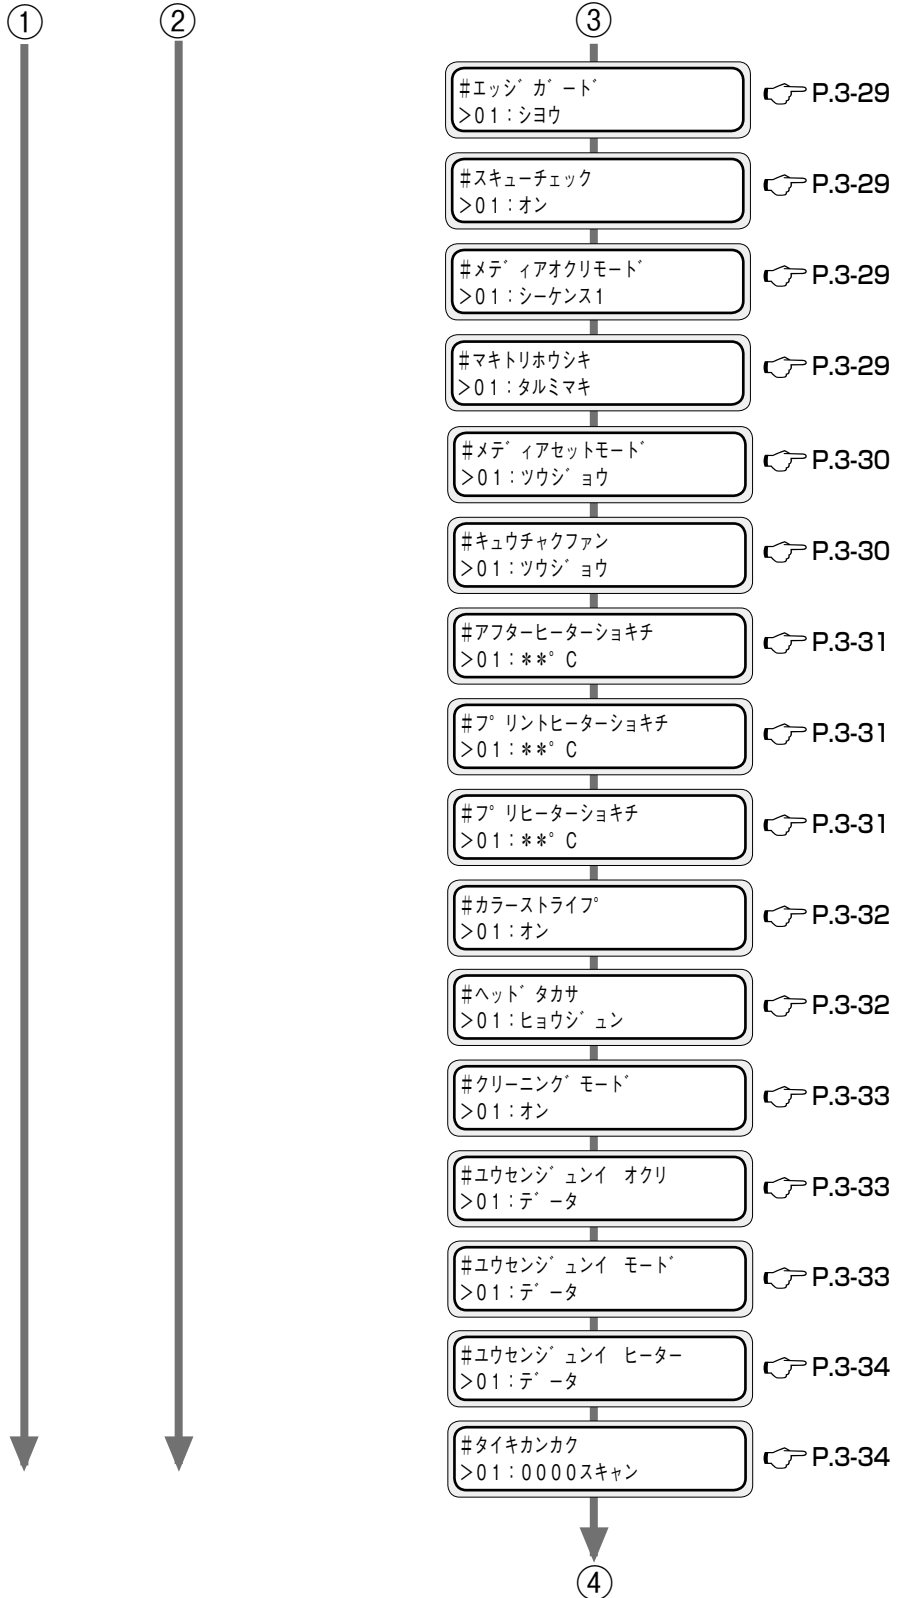 ① ② ③
#エッジガード P.3-29
>01:シヨウ
#スキューチェック P.3-29
>01:オン
#メディアオクリモード P.3-29
>01:シーケンス1
#マキトリホウシキ P.3-29
>01:タルミマキ
#メディアセットモード P.3-30
>01:ツウジョウ
#キュウチャクファン P.3-30
>01:ツウジョウ
#アフターヒーターショキチ P.3-31
>01:**°C
#プリントヒーターショキチ P.3-31
>01:**°C
#プリヒーターショキチ P.3-31
>01:**°C
#カラーストライプ P.3-32
>01:オン
#ヘッドタカサ P.3-32
>01:ヒョウジュン
#クリーニングモード P.3-33
>01:オン
#ユウセンジュンイ オクリ P.3-33
>01:データ
#ユウセンジュンイ モード P.3-33
>01:データ
#ユウセンジュンイ ヒーター P.3-34
>01:データ
#タイキカンカク P.3-34
>01:0000スキャン
④